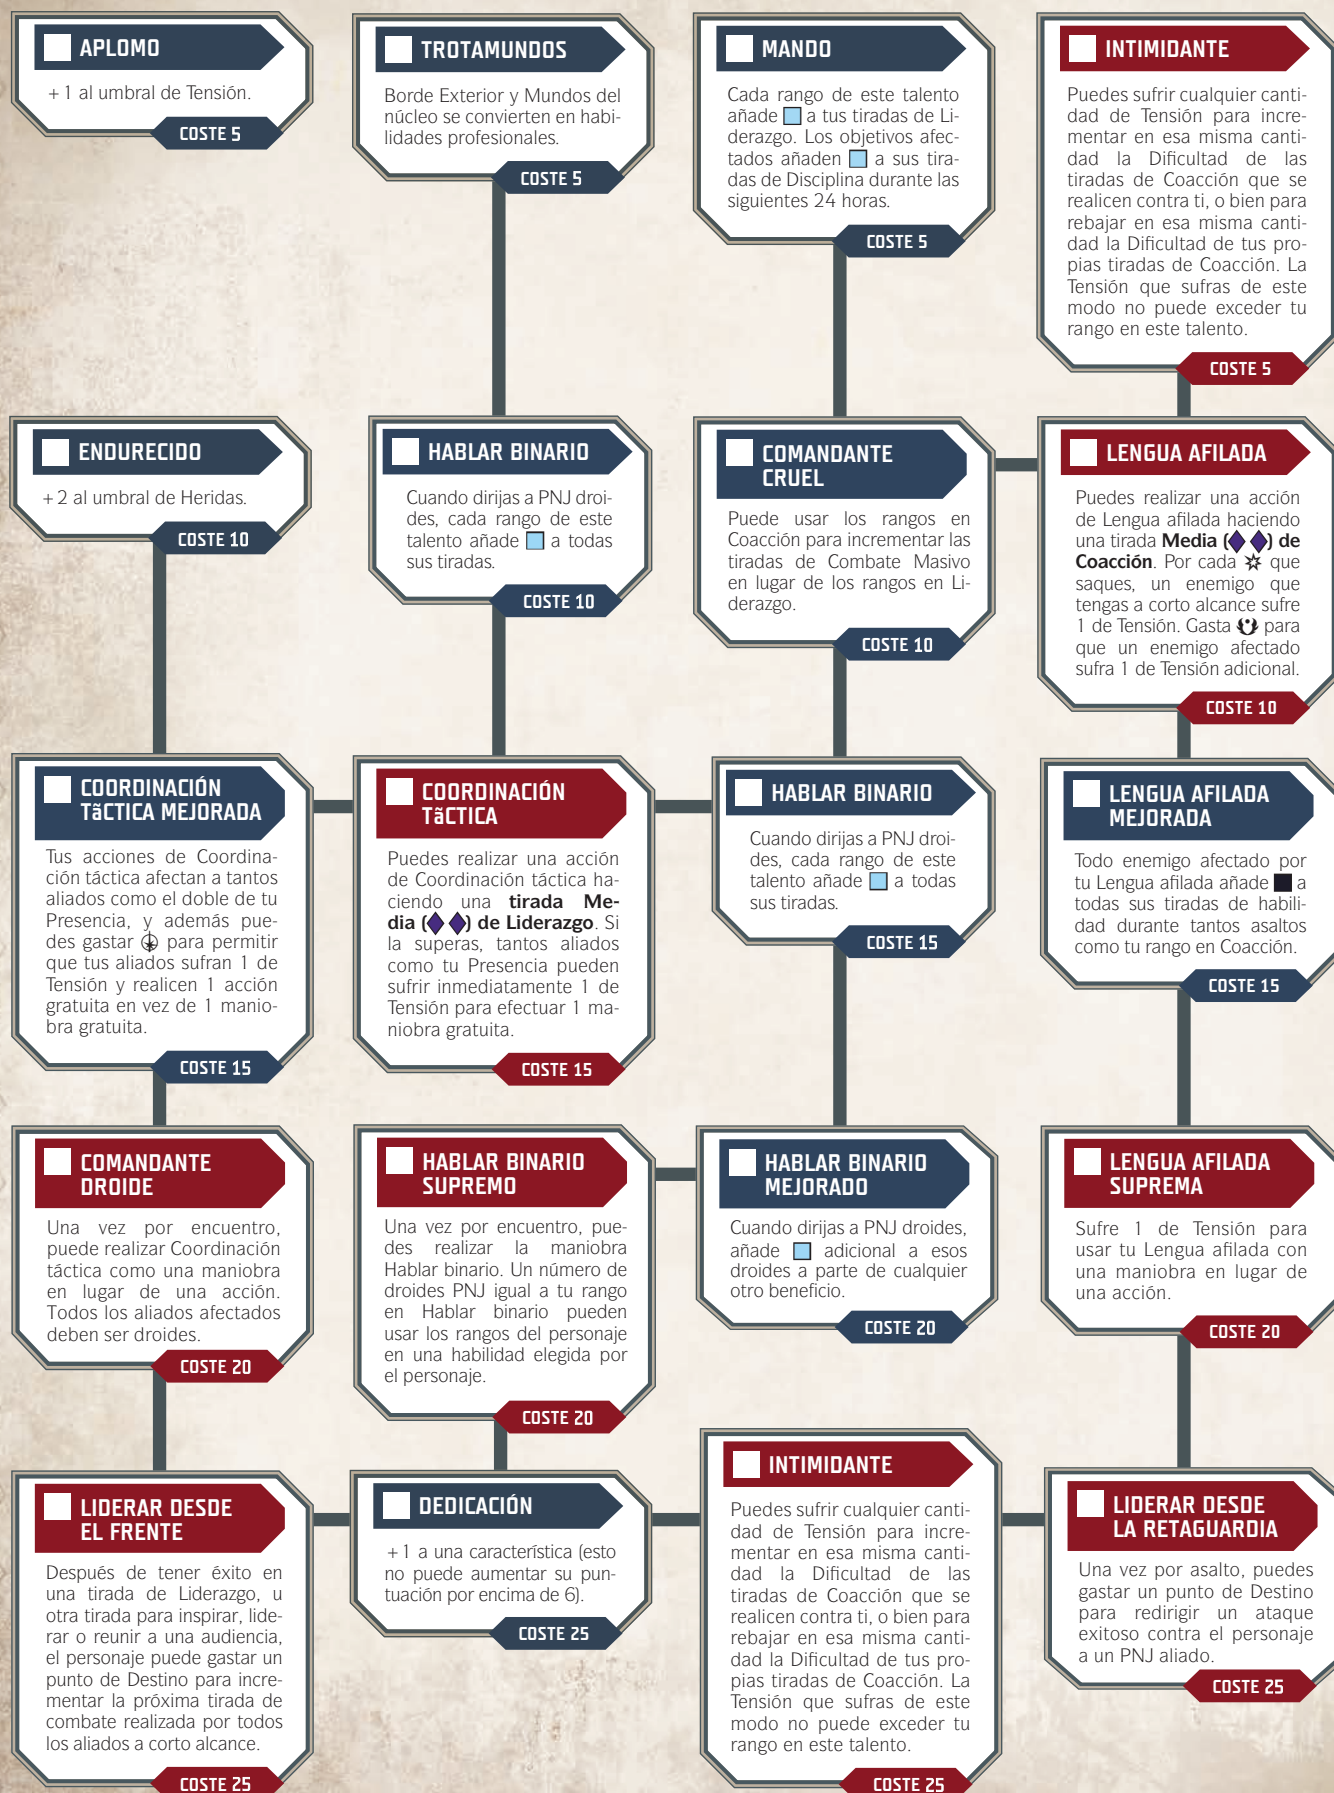 APLOMO
+ 1 al umbral de Tensión.
COSTE 5
TROTAMUNDOS
Borde Exterior y Mundos del
núcleo se convierten en habi-
lidades profesionales.
COSTE 5
MANDO
Cada rango de este talento
añade a tus tiradas de Li-
derazgo. Los objetivos afec-
tados añaden a sus tira-
das de Disciplina durante las
siguientes 24 horas.
COSTE 5
INTIMIDANTE
Puedes sufrir cualquier canti-
dad de Tensión para incre-
mentar en esa misma canti-
dad la Dificultad de las
tiradas de Coacción que se
realicen contra ti, o bien para
rebajar en esa misma canti-
dad la Dificultad de tus pro-
pias tiradas de Coacción. La
Tensión que sufras de este
modo no puede exceder tu
rango en este talento.
COSTE 5
ENDURECIDO
+ 2 al umbral de Heridas.
COSTE 10
HABLAR BINARIO
Cuando dirijas a PNJ droi-
des, cada rango de este
talento añade a todas
sus tiradas.
COSTE 10
COMANDANTE
CRUEL
Puede usar los rangos en
Coacción para incrementar las
tiradas de Combate Masivo
en lugar de los rangos en Li-
derazgo.
COSTE 10
LENGUA AFILADA
Puedes realizar una acción
de Lengua afilada haciendo
una tirada Media (♦ ♦) de
Coacción. Por cada que
saques, un enemigo que
tengas a corto alcance sufre
1 de Tensión. Gasta para
que un enemigo afectado
sufra 1 de Tensión adicional.
COSTE 10
COORDINACIÓN
TãCTICA MEJORADA
Tus acciones de Coordina-
ción táctica afectan a tantos
aliados como el doble de tu
Presencia, y además pue-
des gastar para permitir
que tus aliados sufran 1 de
Tensión y realicen 1 acción
gratuita en vez de 1 manio-
bra gratuita.
COSTE 15
COORDINACIÓN
TãCTICA
Puedes realizar una acción
de Coordinación táctica ha-
ciendo una tirada Me-
dia (♦ ♦) de Liderazgo. Si
la superas, tantos aliados
como tu Presencia pueden
sufrir inmediatamente 1 de
Tensión para efectuar 1 ma-
niobra gratuita.
COSTE 15
HABLAR BINARIO
Cuando dirijas a PNJ droi-
des, cada rango de este
talento añade a todas
sus tiradas.
COSTE 15
LENGUA AFILADA
MEJORADA
Todo enemigo afectado por
tu Lengua afilada añade a
todas sus tiradas de habili-
dad durante tantos asaltos
como tu rango en Coacción.
COSTE 15
COMANDANTE
DROIDE
Una vez por encuentro,
puede realizar Coordinación
táctica como una maniobra
en lugar de una acción.
Todos los aliados afectados
deben ser droides.
COSTE 20
HABLAR BINARIO
SUPREMO
Una vez por encuentro, pue-
des realizar la maniobra
Hablar binario. Un número de
droides PNJ igual a tu rango
en Hablar binario pueden
usar los rangos del personaje
en una habilidad elegida por
el personaje.
COSTE 20
HABLAR BINARIO
MEJORADO
Cuando dirijas a PNJ droides,
añade adicional a esos
droides a parte de cualquier
otro beneficio.
COSTE 20
LENGUA AFILADA
SUPREMA
Sufre 1 de Tensión para
usar tu Lengua afilada con
una maniobra en lugar de
una acción.
COSTE 20
LIDERAR DESDE
EL FRENTE
Después de tener éxito en
una tirada de Liderazgo, u
otra tirada para inspirar, lide-
rar o reunir a una audiencia,
el personaje puede gastar un
punto de Destino para incre-
mentar la próxima tirada de
combate realizada por todos
los aliados a corto alcance.
COSTE 25
DEDICACIÓN
+ 1 a una característica (esto
no puede aumentar su pun-
tuación por encima de 6).
COSTE 25
INTIMIDANTE
Puedes sufrir cualquier canti-
dad de Tensión para incre-
mentar en esa misma canti-
dad la Dificultad de las
tiradas de Coacción que se
realicen contra ti, o bien para
rebajar en esa misma canti-
dad la Dificultad de tus pro-
pias tiradas de Coacción. La
Tensión que sufras de este
modo no puede exceder tu
rango en este talento.
COSTE 25
LIDERAR DESDE
LA RETAGUARDIA
Una vez por asalto, puedes
gastar un punto de Destino
para redirigir un ataque
exitoso contra el personaje
a un PNJ aliado.
COSTE 25